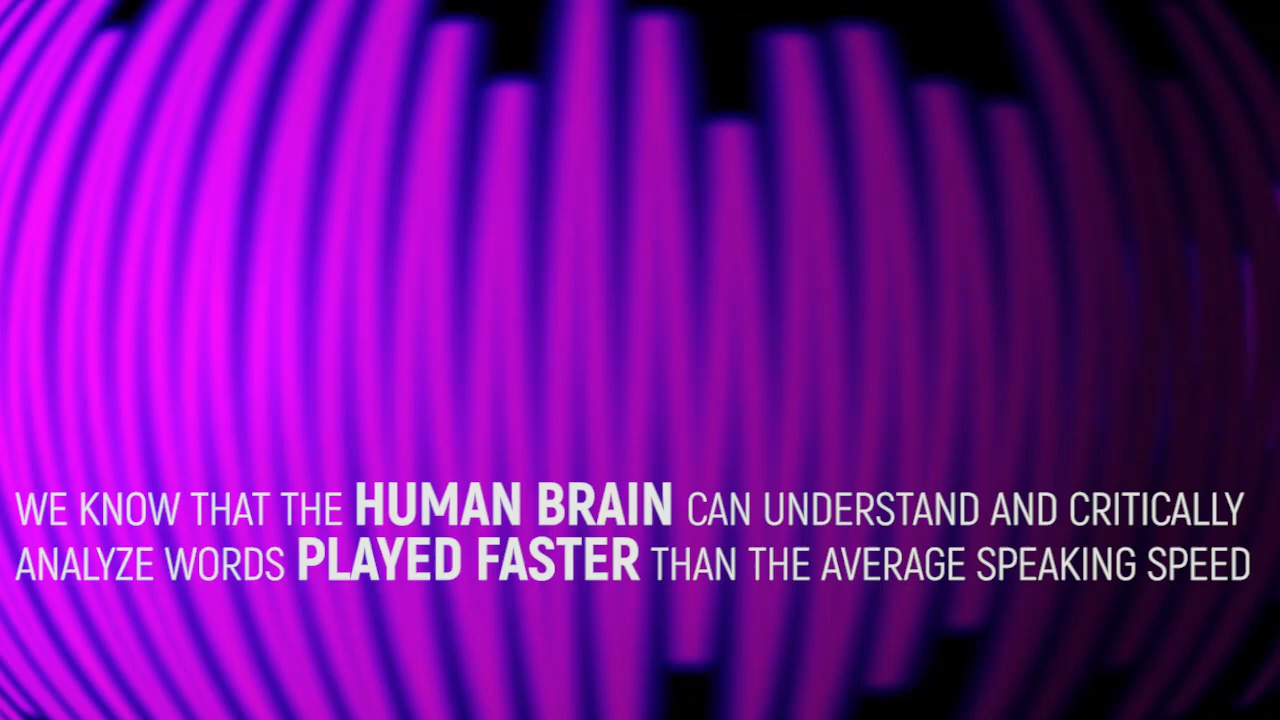 WE KNOW THAT THE HUMAN BRAIN CAN UNDERSTAND AND CRITICALLY
ANALYZE WORDS PLAYED FASTER THAN THE AVERAGE SPEAKING SPEED